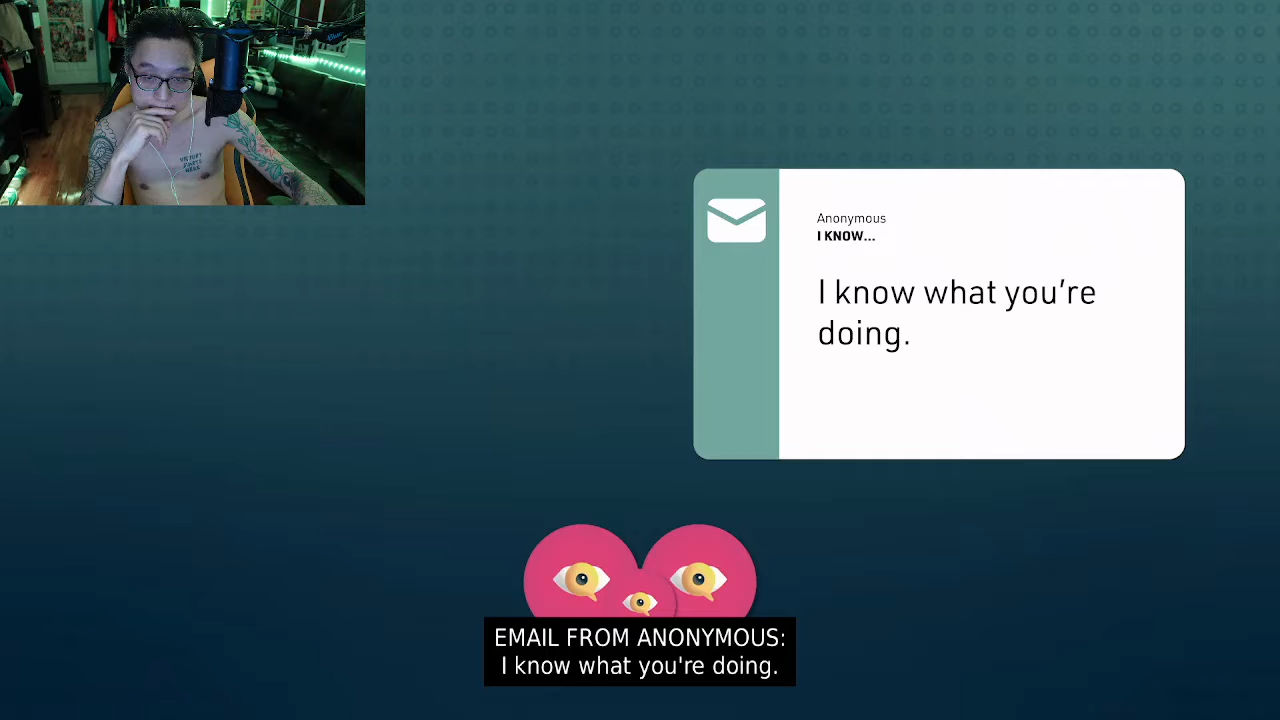 Anonymous
I KNOW...
I know what you're
doing.
EMAIL FROM ANONYMOUS:
I know what you're doing.